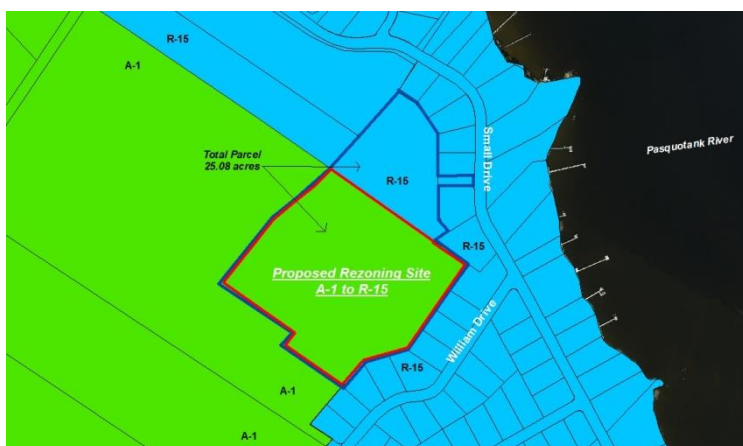 R-15
A-1
Total Parcel
25.08 acres
R-15
Small Drive
Pasquotank River
R-15
Proposed Rezoning Site
A-1 to R-15
William Drive
R-15
A-1
A-1